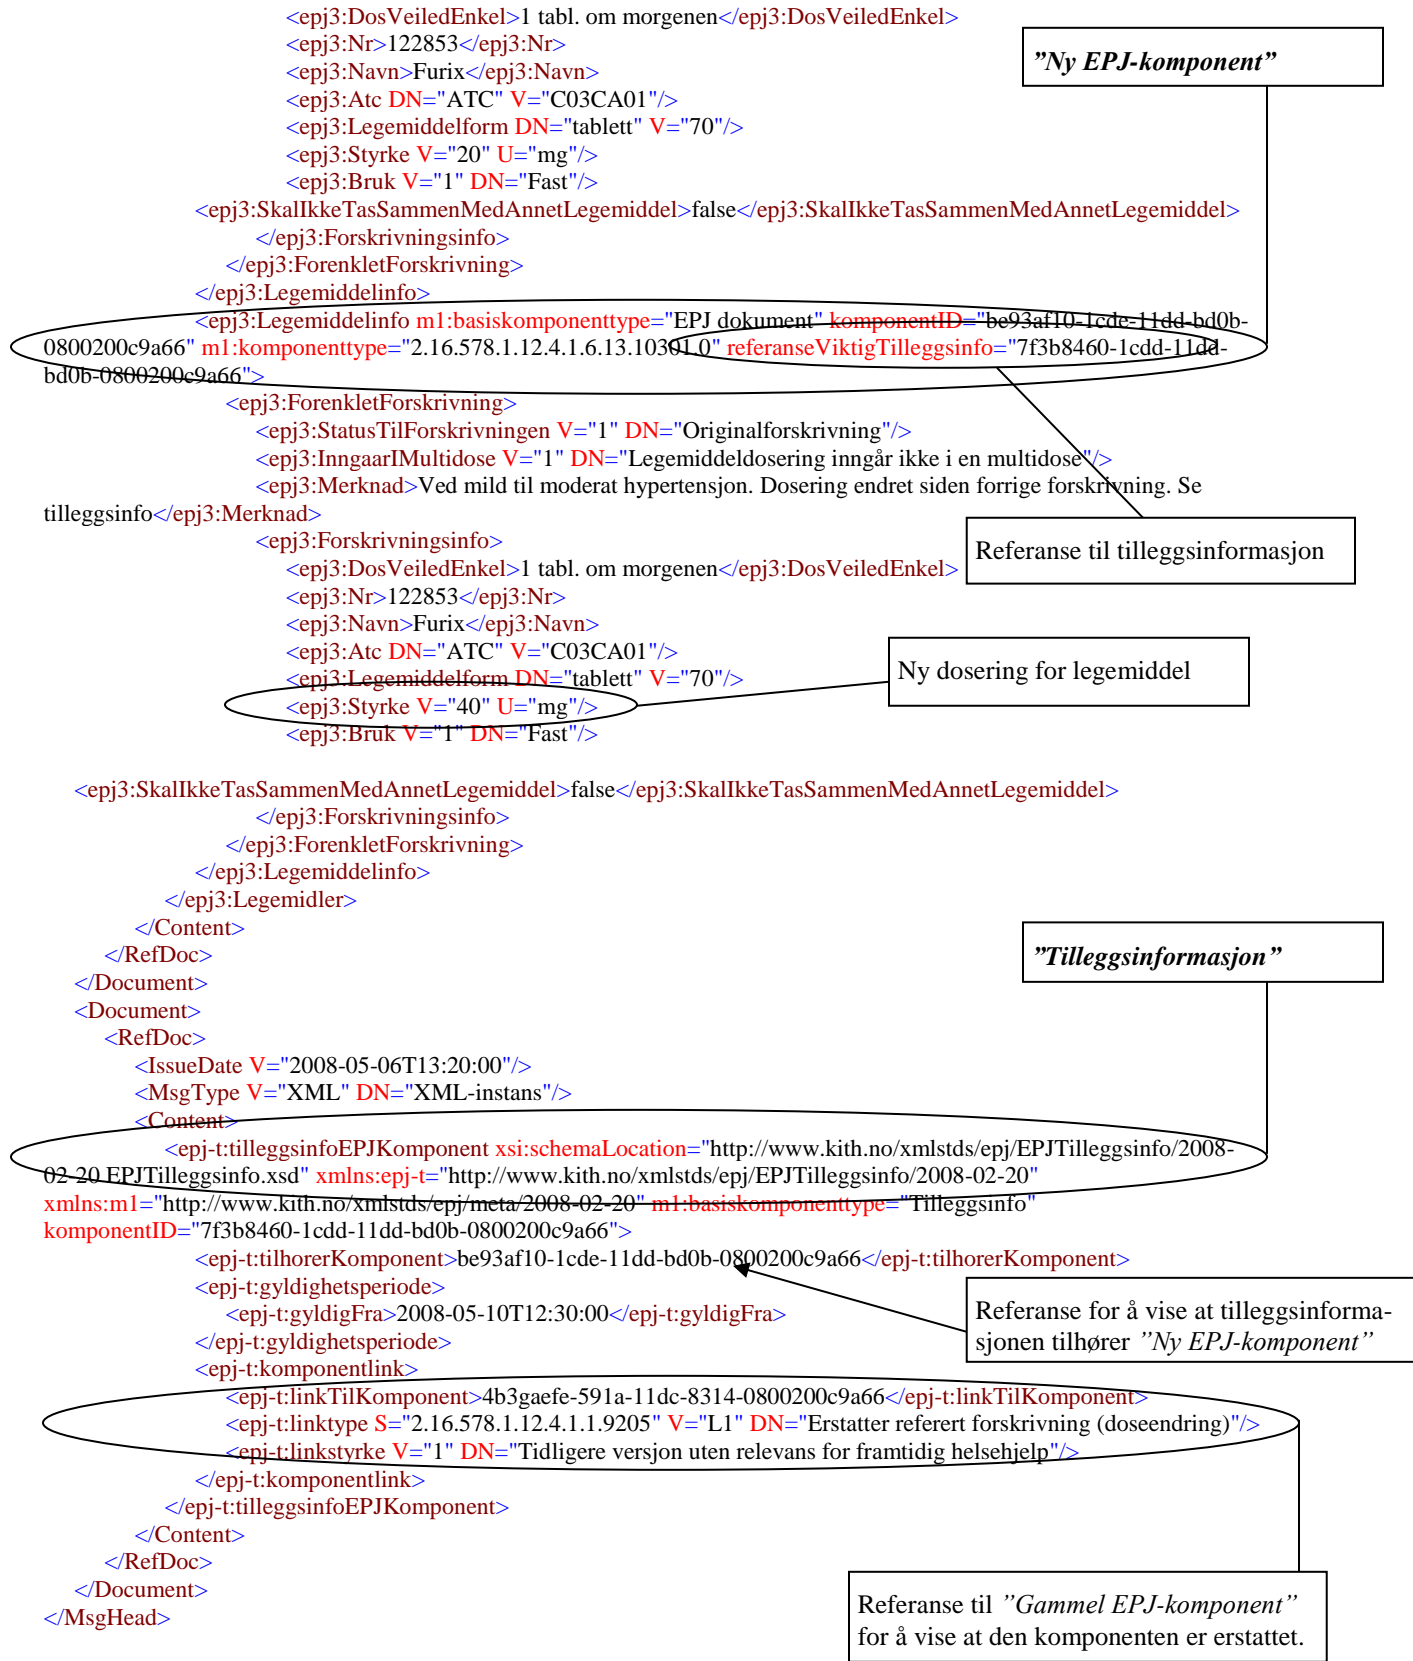 <epj3:DosVeiledEnkel>1 tabl. om morgenen</epj3:DosVeiledEnkel>
<epj3:Nr>122853</epj3:Nr>
<epj3:Navn>Furix</epj3:Navn>
”Ny EPJ-komponent”
<epj3:Atc DN="ATC" V="C03CA01"/>
<epj3:Legemiddelform DN="tablett" V="70"/>
<epj3:Styrke V="20" U="mg"/>
<epj3:Bruk V="1" DN="Fast"/>
<epj3:SkalIkkeTasSammenMedAnnetLegemiddel>false</epj3:SkalIkkeTasSammenMedAnnetLegemiddel>
</epj3:Forskrivningsinfo>
</epj3:ForenkletForskrivning>
</epj3:Legemiddelinfo>
<epj3:Legemiddelinfo m1:basiskomponenttype="EPJ dokument" komponentID="be93af10-1cde-11dd-bd0b-
0800200c9a66" m1:komponenttype="2.16.578.1.12.4.1.6.13.10301.0" referanseViktigTilleggsinfo="7f3b8460-1cdd-11dd-
bd0b-0800200c9a66">
<epj3:ForenkletForskrivning>
<epj3:StatusTilForskrivningen V="1" DN="Originalforskrivning"/>
<epj3:InngaarIMultidose V="1" DN="Legemiddeldosering inngår ikke i en multidose"/>
<epj3:Merknad>Ved mild til moderat hypertensjon. Dosering endret siden forrige forskrivning. Se
tilleggsinfo</epj3:Merknad>
<epj3:Forskrivningsinfo>
Referanse til tilleggsinformasjon
<epj3:DosVeiledEnkel>1 tabl. om morgenen</epj3:DosVeiledEnkel>
<epj3:Nr>122853</epj3:Nr>
<epj3:Navn>Furix</epj3:Navn>
<epj3:Atc DN="ATC" V="C03CA01"/>
Ny dosering for legemiddel
<epj3:Legemiddelform DN="tablett" V="70"/>
<epj3:Styrke V="40" U="mg"/>
<epj3:Bruk V="1" DN="Fast"/>
<epj3:SkalIkkeTasSammenMedAnnetLegemiddel>false</epj3:SkalIkkeTasSammenMedAnnetLegemiddel>
</epj3:Forskrivningsinfo>
</epj3:ForenkletForskrivning>
</epj3:Legemiddelinfo>
</epj3:Legemidler>
</Content>
</RefDoc>
”Tilleggsinformasjon”
</Document>
<Document>
<RefDoc>
<IssueDate V="2008-05-06T13:20:00"/>
<MsgType V="XML" DN="XML-instans"/>
<Content>
<epj-t:tilleggsinfoEPJKomponent xsi:schemaLocation="http://www.kith.no/xmlstds/epj/EPJTilleggsinfo/2008-
02-20 EPJTilleggsinfo.xsd" xmlns:epj-t="http://www.kith.no/xmlstds/epj/EPJTilleggsinfo/2008-02-20"
xmlns:m1="http://www.kith.no/xmlstds/epj/meta/2008-02-20" m1:basiskomponenttype="Tilleggsinfo"
komponentID="7f3b8460-1cdd-11dd-bd0b-0800200c9a66">
<epj-t:tilhorerKomponent>be93af10-1cde-11dd-bd0b-0800200c9a66</epj-t:tilhorerKomponent>
<epj-t:gyldighetsperiode>
<epj-t:gyldigFra>2008-05-10T12:30:00</epj-t:gyldigFra>
</epj-t:gyldighetsperiode>
Referanse for å vise at tilleggsinforma-
sjonen tilhører ”Ny EPJ-komponent”
<epj-t:komponentlink>
<epj-t:linkTilKomponent>4b3gaefe-591a-11dc-8314-0800200c9a66</epj-t:linkTilKomponent>
<epj-t:linktype S="2.16.578.1.12.4.1.1.9205" V="L1" DN="Erstatter referert forskrivning (doseendring)"/>
<epj-t:linkstyrke V="1" DN="Tidligere versjon uten relevans for framtidig helsehjelp"/>
</epj-t:komponentlink>
</epj-t:tilleggsinfoEPJKomponent>
</Content>
</RefDoc>
</Document>
</MsgHead>
Referanse til ”Gammel EPJ-komponent”
for å vise at den komponenten er erstattet.